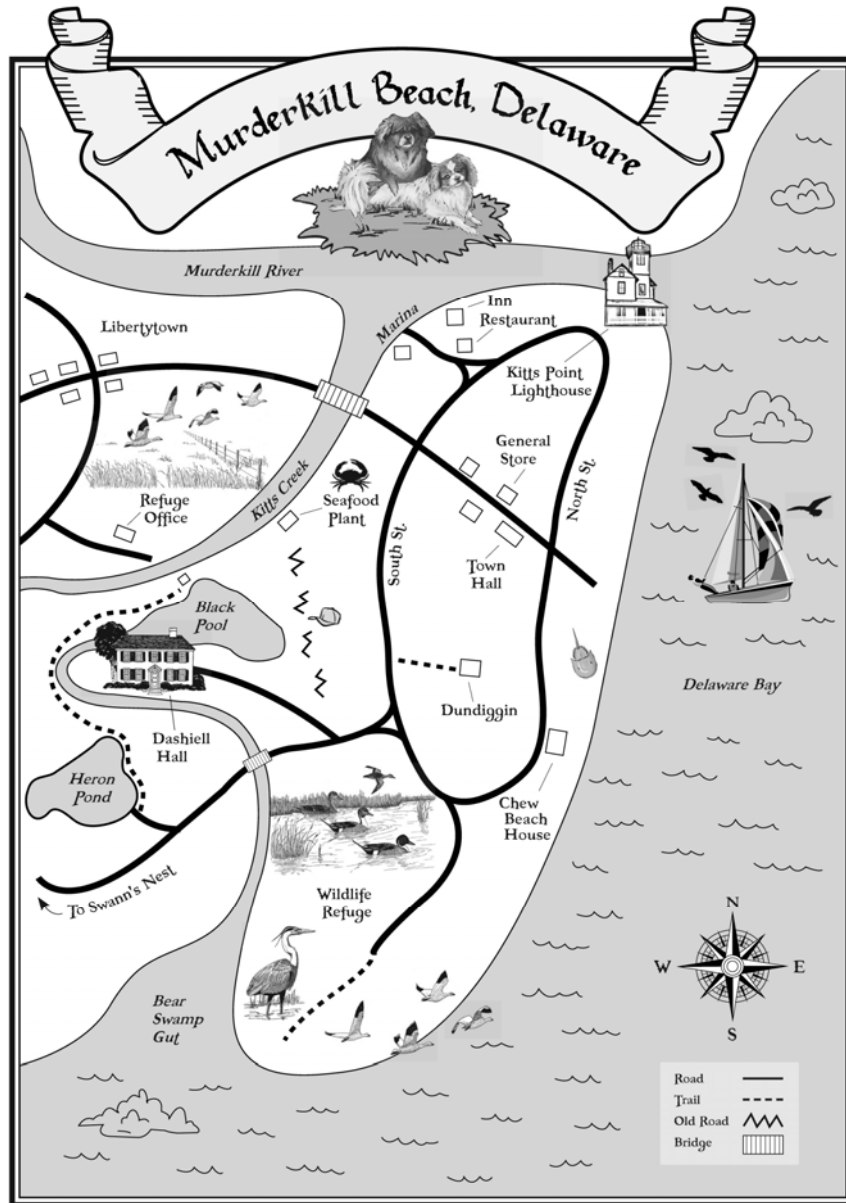 Murderkill Beach, Delaware
Murderkill River
Inn
Restaurant
Marina
Libertytown
Kitts Point
Lighthouse
General
Store
Refuge
Office
Kitts Creek
Seafood
Plant
North St.
South St.
Town
Hall
Black
Pool
Delaware Bay
Dundiggin
Dashiell
Hall
Heron
Pond
Chew
Beach
House
To Swann's Nest
Wildlife
Refuge
N
W
E
S
Bear
Swamp
Gut
Road
Trail
Old Road
Bridge